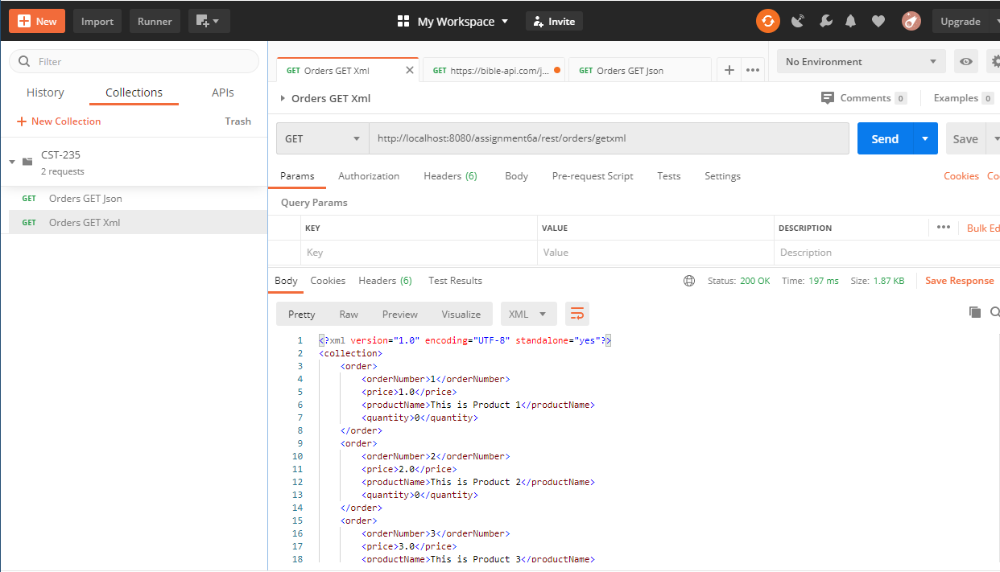 New Import Runner My Workspace Invite Upgrade
Filter
History Collections APIs
New Collection Trash
CST-235
2 requests
GET Orders GET Json
GET Orders GET Xml
GET Orders GET Xml GET https://bible-api.com/j... GET Orders GET Json No Environment
Orders GET Xml Comments 0 Examples 0
GET http://localhost:8080/assignment6a/rest/orders/getxml Send Save
Params Authorization Headers (6) Body Pre-request Script Tests Settings Cookies Co
Query Params
KEY VALUE DESCRIPTION Bulk Ed
Key Value Description
Body Cookies Headers (6) Test Results Status: 200 OK Time: 197 ms Size: 1.87 KB Save Response
Pretty Raw Preview Visualize XML
1 <?xml version="1.0" encoding="UTF-8" standalone="yes"?>
2 <collection>
3 <order>
4 <orderNumber>1</orderNumber>
5 <price>1.0</price>
6 <productName>This is Product 1</productName>
7 <quantity>0</quantity>
8 </order>
9 <order>
10 <orderNumber>2</orderNumber>
11 <price>2.0</price>
12 <productName>This is Product 2</productName>
13 <quantity>0</quantity>
14 </order>
15 <order>
16 <orderNumber>3</orderNumber>
17 <price>3.0</price>
18 <productName>This is Product 3</productName>